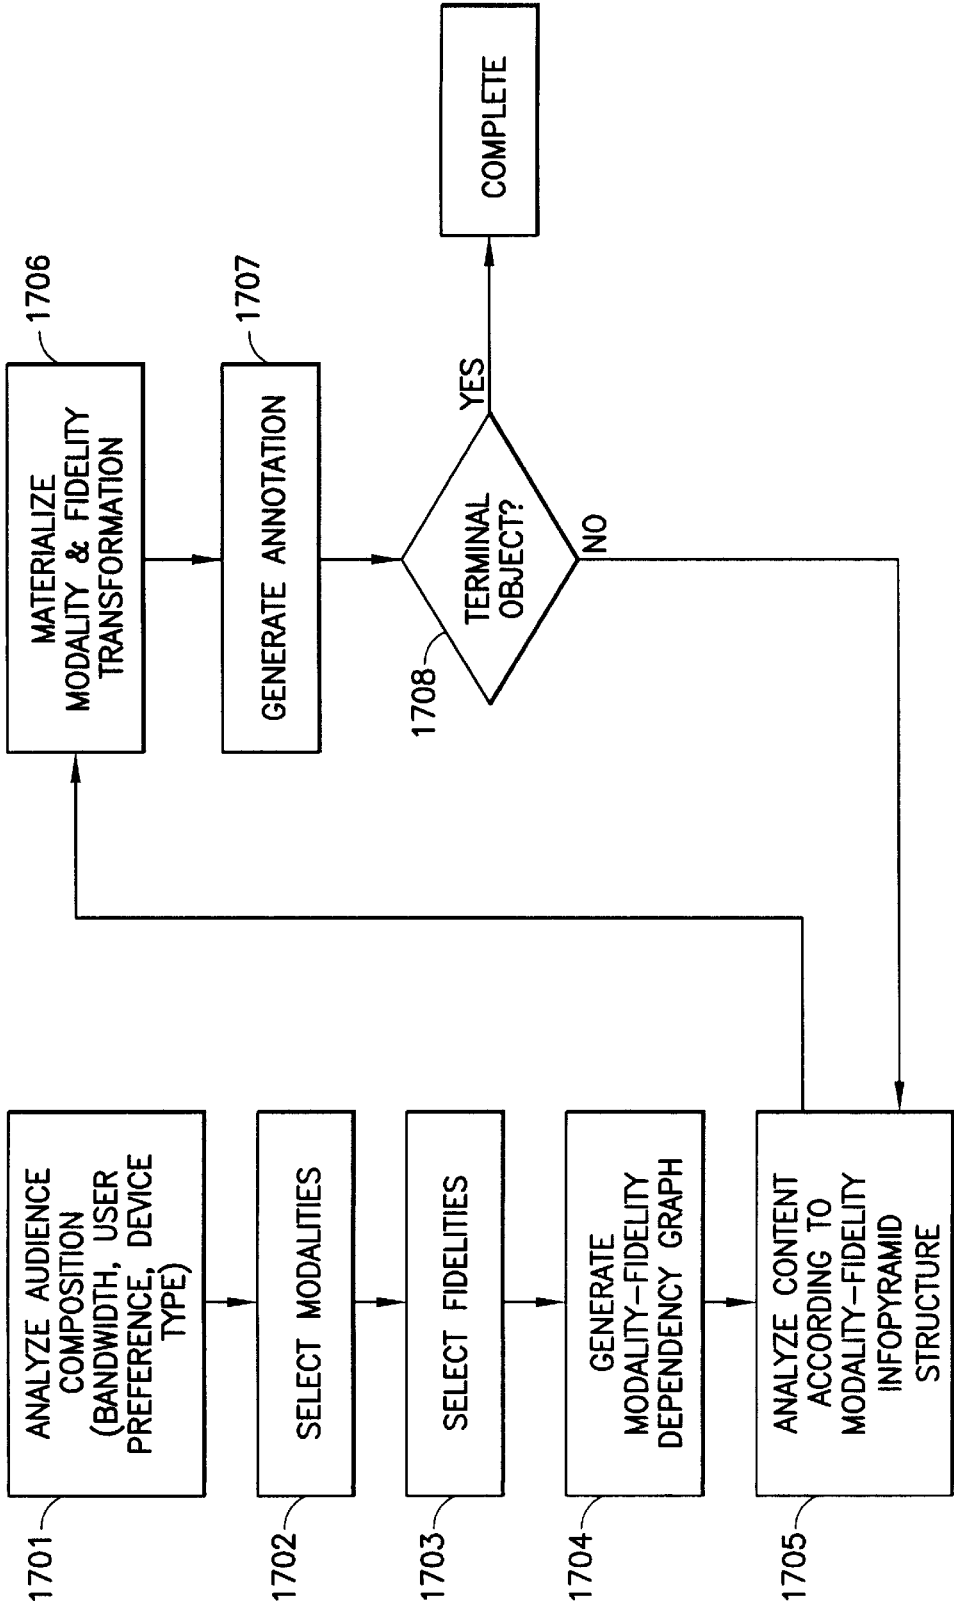 1701
ANALYZE AUDIENCE
COMPOSITION
(BANDWIDTH, USER
PREFERENCE, DEVICE
TYPE)
1702
SELECT MODALITIES
1703
SELECT FIDELITIES
1704
GENERATE
MODALITY-FIDELITY
DEPENDENCY GRAPH
1705
ANALYZE CONTENT
ACCORDING TO
MODALITY-FIDELITY
INFOPYRAMID
STRUCTURE
1706
MATERIALIZE
MODALITY & FIDELITY
TRANSFORMATION
1707
GENERATE ANNOTATION
1708
TERMINAL
OBJECT?
YES
NO
COMPLETE